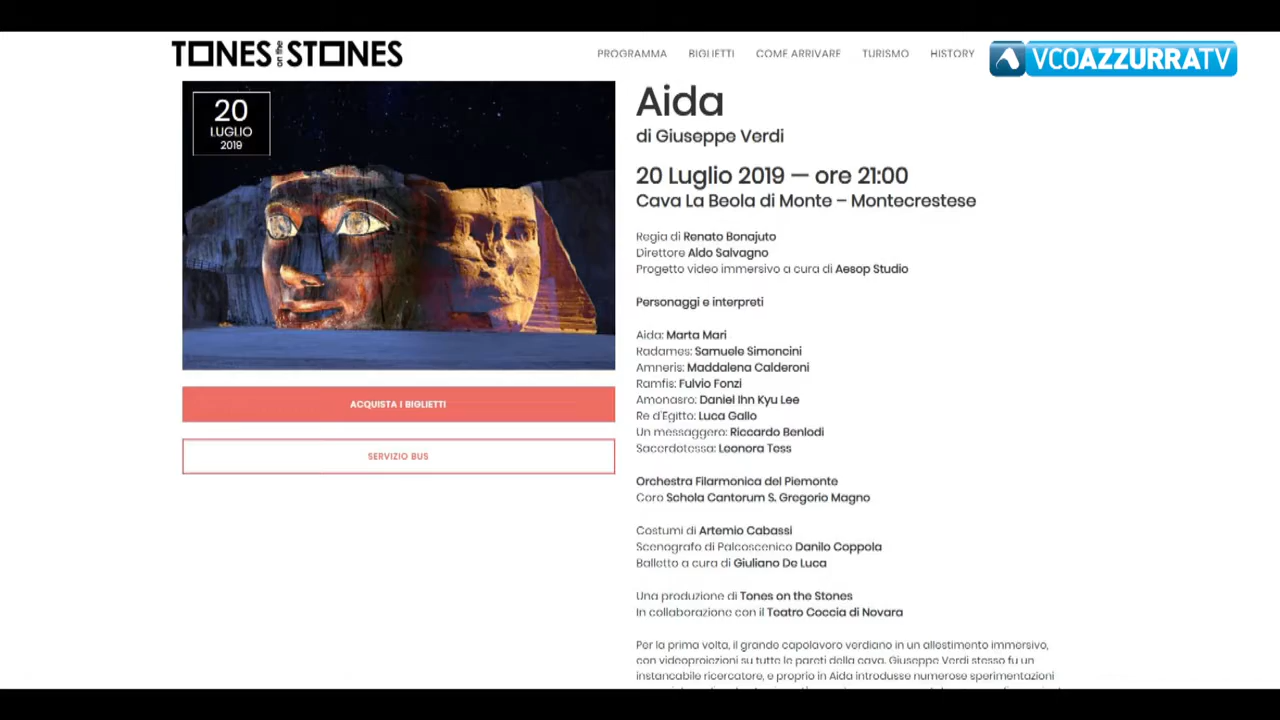 TONES on the STONES
PROGRAMMA BIGLIETTI COME ARRIVARE TURISMO HISTORY
VCOAZZURRATV
20
LUGLIO
2019
Aida
di Giuseppe Verdi
20 Luglio 2019 — ore 21:00
Cava La Beola di Monte – Montecrestese
Regia di Renato Bonajuto
Direttore Aldo Salvagno
Progetto video immersivo a cura di Aesop Studio
Personaggi e interpreti
Aida: Marta Mari
Radames: Samuele Simoncini
Amneris: Maddalena Calderoni
Ramfis: Fulvio Fonzi
Amonasro: Daniel Ihn Kyu Lee
Re d'Egitto: Luca Gallo
Un messaggero: Riccardo Benlodi
Sacerdotessa: Leonora Tess
ACQUISTA I BIGLIETTI
SERVIZIO BUS
Orchestra Filarmonica del Piemonte
Coro Schola Cantorum S. Gregorio Magno
Costumi di Artemio Cabassi
Scenografo di Palcoscenico Danilo Coppola
Balletto a cura di Giuliano De Luca
Una produzione di Tones on the Stones
In collaborazione con il Teatro Coccia di Novara
Per la prima volta, il grande capolavoro verdiano in un allestimento immersivo,
con videoproiezioni su tutte le pareti della cava. Giuseppe Verdi stesso fu un
instancabile ricercatore, e proprio in Aida introdusse numerose sperimentazioni